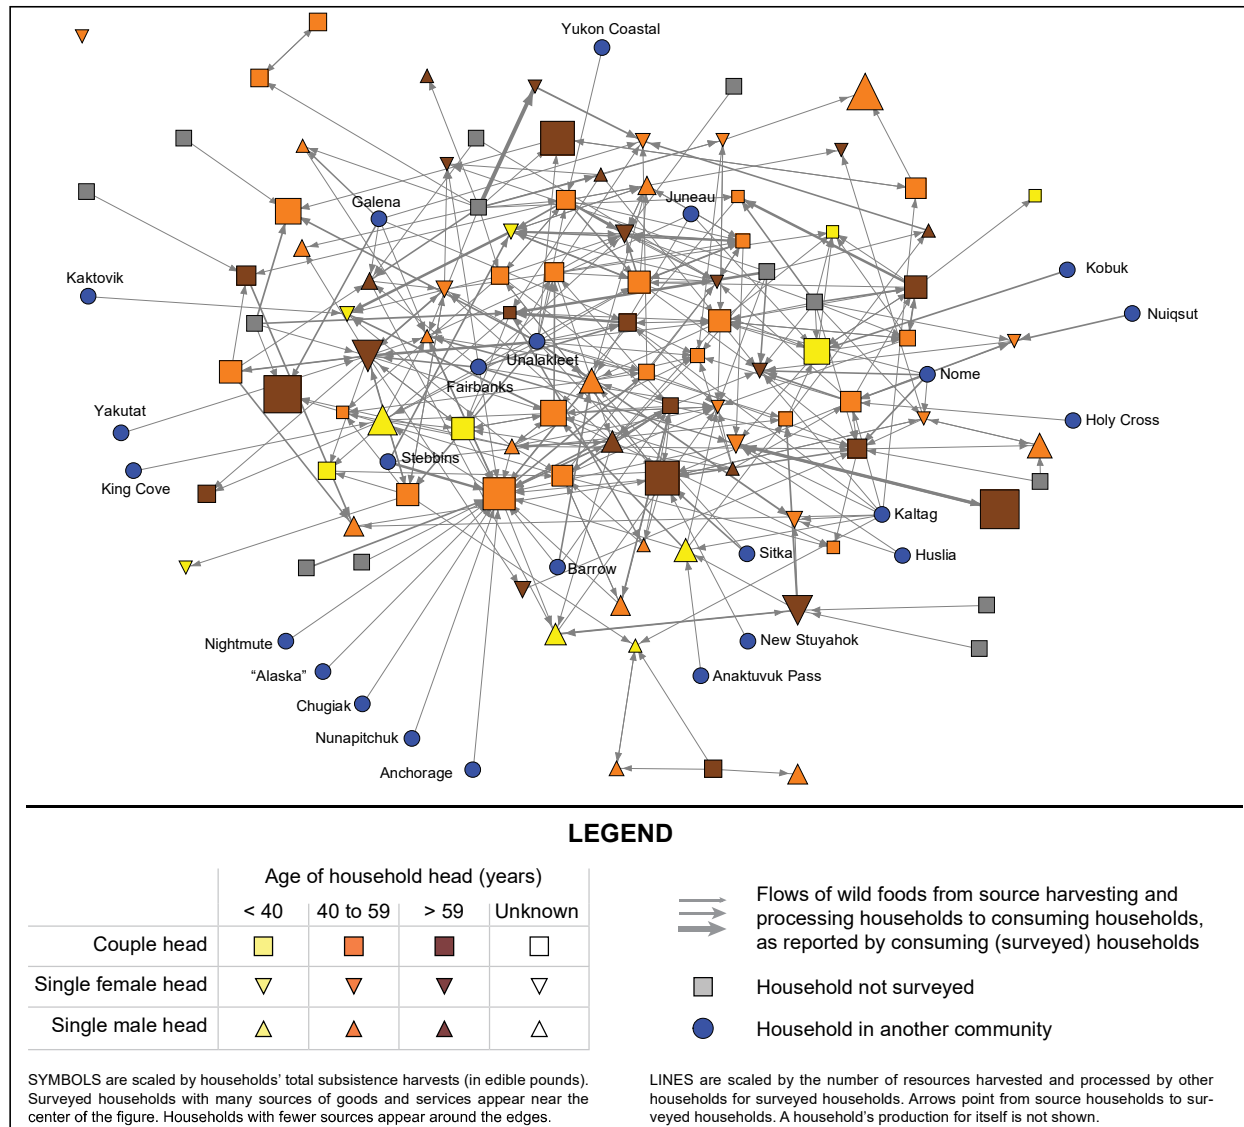 Yukon Coastal
Galena
Juneau
Kaktovik
Kobuk
Nuiqsut
Unalakleet
Fairbanks
Nome
Yakutat
Holy Cross
King Cove
Stebbins
Kaltag
Sitka
Huslia
Barrow
Nightmute
New Stuyahok
"Alaska"
Anaktuvuk Pass
Chugiak
Nunapitchuk
Anchorage
LEGEND
Age of household head (years)
< 40 40 to 59 > 59 Unknown
Couple head
Single female head
Single male head
Flows of wild foods from source harvesting and
processing households to consuming households,
as reported by consuming (surveyed) households
Household not surveyed
Household in another community
SYMBOLS are scaled by households' total subsistence harvests (in edible pounds).
Surveyed households with many sources of goods and services appear near the
center of the figure. Households with fewer sources appear around the edges.
LINES are scaled by the number of resources harvested and processed by other
households for surveyed households. Arrows point from source households to sur-
veyed households. A household's production for itself is not shown.